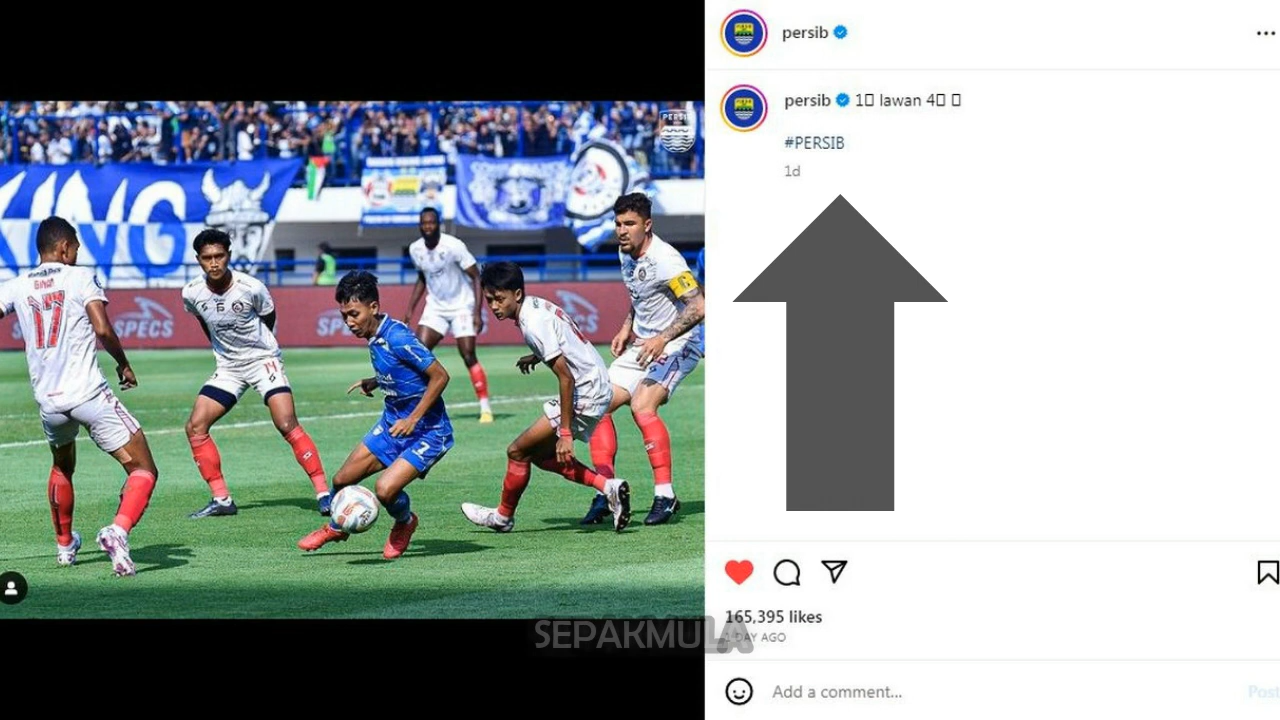 PERSIB
KING
SPECS
SPECS
17
14
7
persib
persib 1▯ lawan 4▯ ▯
#PERSIB
1d
165,395 likes
1 DAY AGO
SEPAKMULA
Add a comment...
Post